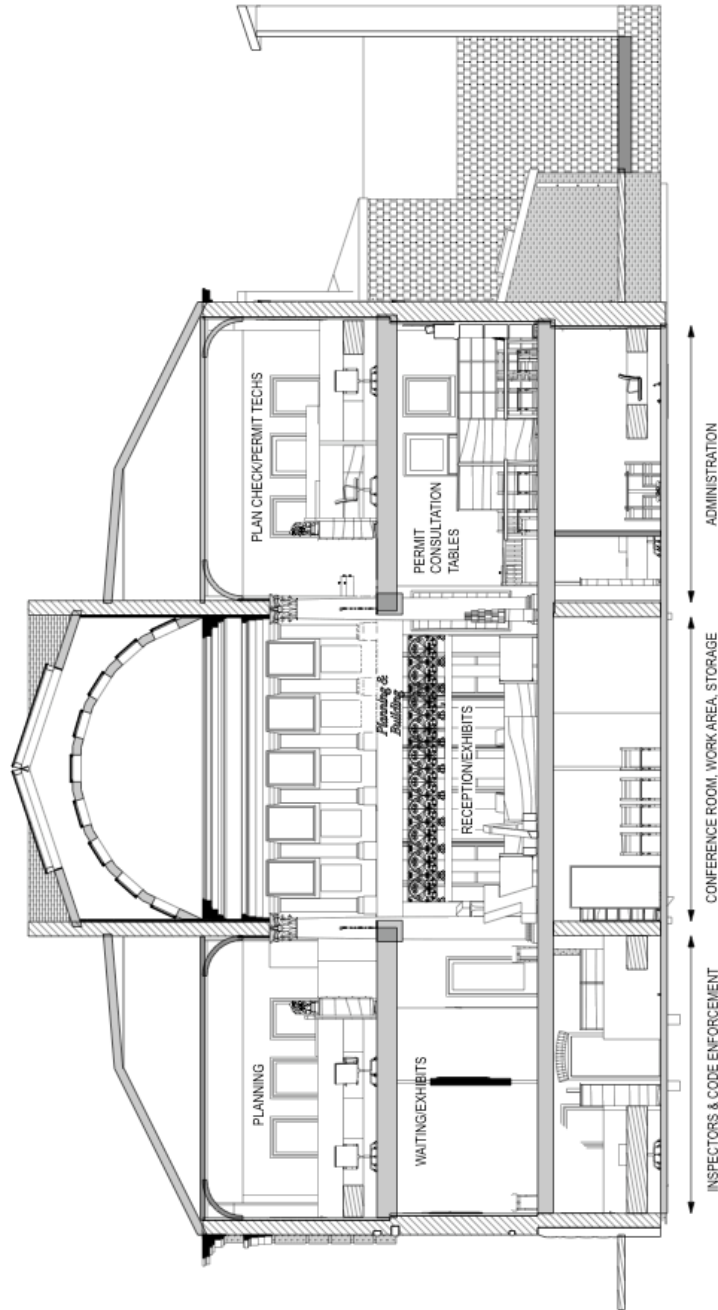 PLANNING
PLAN CHECK/PERMIT TECHS
WAITING/EXHIBITS
Planning &
Building
RECEPTION/EXHIBITS
PERMIT
CONSULTATION
TABLES
INSPECTORS & CODE ENFORCEMENT
CONFERENCE ROOM, WORK AREA, STORAGE
ADMINISTRATION